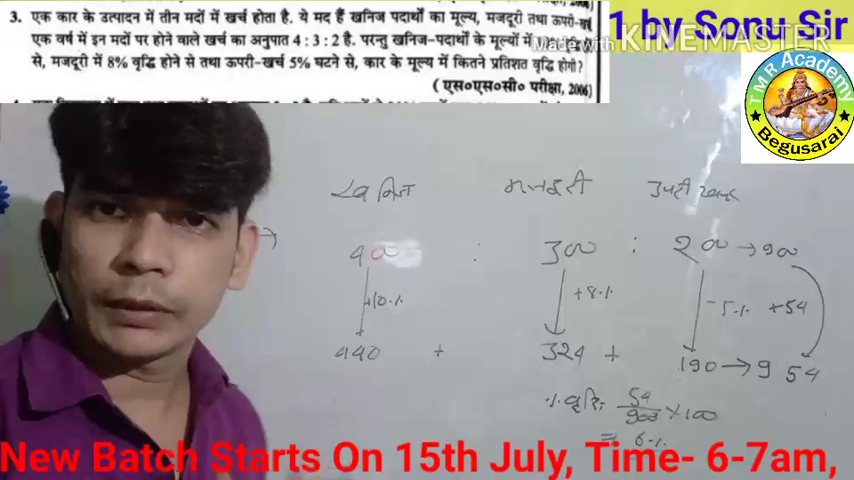 3. एक कार के उत्पादन में तीन मदों में खर्च होता है. ये मद हैं खनिज पदार्थों का मूल्य, मजदूरी तथा ऊपरी-खर्च
एक वर्ष में इन मदों पर होने वाले खर्च का अनुपात 4 : 3 : 2 है. परन्तु खनिज-पदार्थों के मूल्यों में
से, मजदूरी में 8% वृद्धि होने से तथा ऊपरी-खर्च 5% घटने से, कार के मूल्य में कितने प्रतिशत वृद्धि होगी?
( एस०एस०सी० परीक्षा, 2006)
1 by Sonu Sir
Made with KINEMASTER
TMR Academy
Begusarai
खनिज मजदूरी उपरी खर्च
400 : 300 : 200 → 900
+10% +8% -5% +54
440 + 324 + 190 → 954
% वृद्धि = 54/900 × 100
= 6%
New Batch Starts On 15th July, Time- 6-7am,